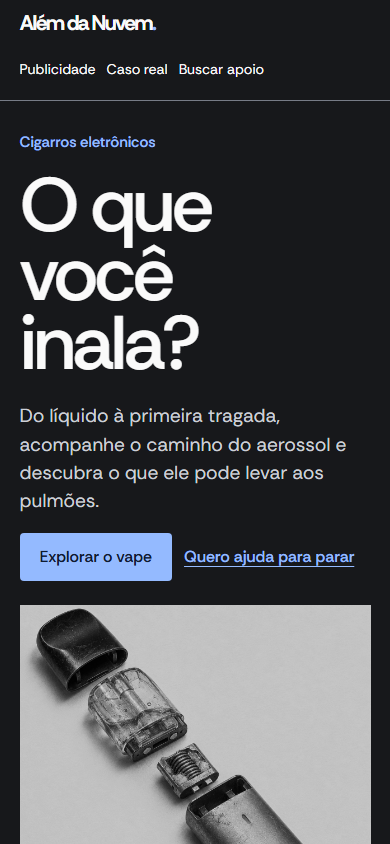 Além da Nuvem.
Publicidade Caso real Buscar apoio
Cigarros eletrônicos
O que
você
inala?
Do líquido à primeira tragada,
acompanhe o caminho do aerossol e
descubra o que ele pode levar aos
pulmões.
Explorar o vape Quero ajuda para parar